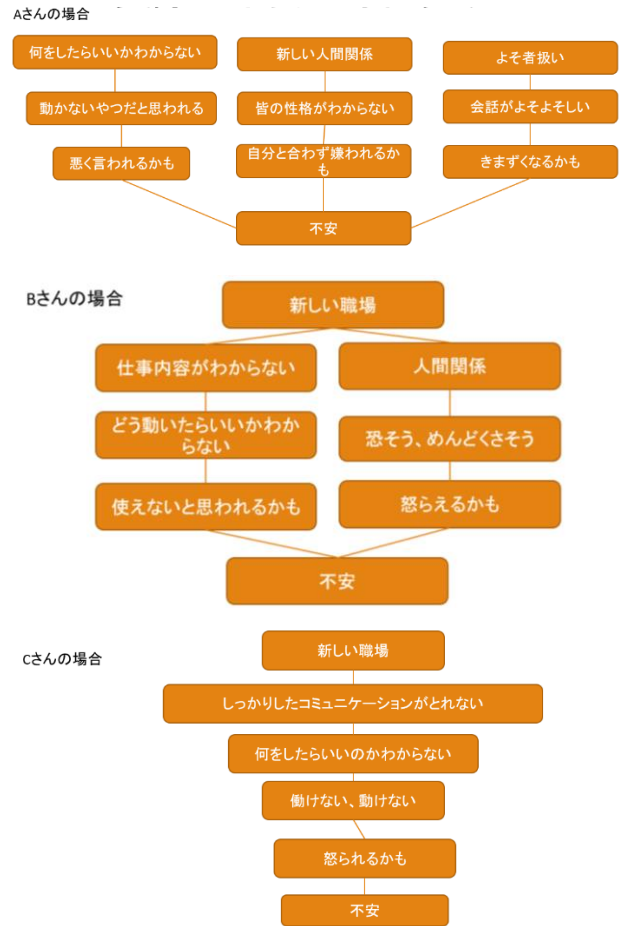 Aさんの場合
何をしたらいいかわからない
新しい人間関係
よそ者扱い
動かないやつだと思われる
皆の性格がわからない
会話がよそよそしい
悪く言われるかも
自分と合わず嫌われるか
も
きまずくなるかも
不安
Bさんの場合
新しい職場
仕事内容がわからない
人間関係
どう動いたらいいかわか
らない
恐そう、めんどくさそう
使えないと思われるかも
怒らえるかも
不安
Cさんの場合
新しい職場
しっかりしたコミュニケーションがとれない
何をしたらいいのかわからない
働けない、動けない
怒られるかも
不安